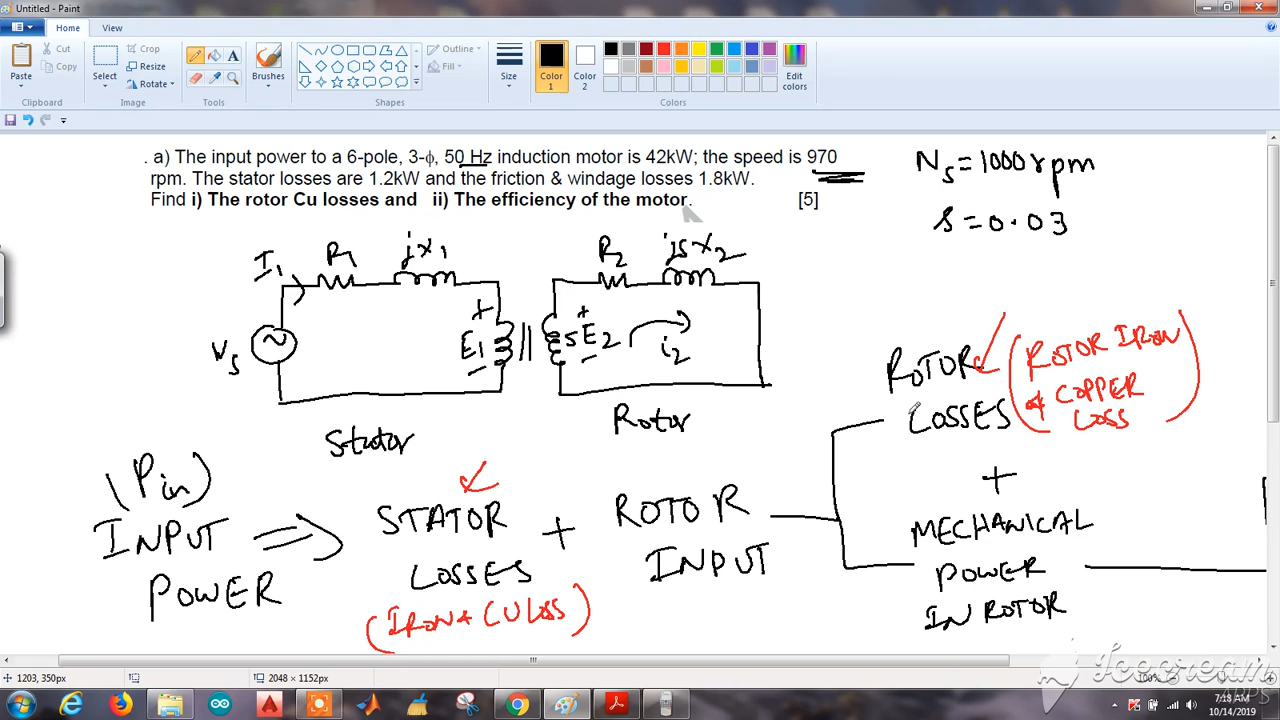 Untitled - Paint
Home
View
Paste
Cut
Copy
Clipboard
Select
Crop
Resize
Rotate
Image
Tools
Brushes
Shapes
Outline
Fill
Size
Color 1
Color 2
Edit colors
Colors
. a) The input power to a 6-pole, 3-ϕ, 50 Hz induction motor is 42kW; the speed is 970
rpm. The stator losses are 1.2kW and the friction & windage losses 1.8kW.
Find i) The rotor Cu losses and ii) The efficiency of the motor. [5]
Ns = 1000 rpm
s = 0.03
I1 R1 jx1
Vs E1 +
Stator
R2 jsx2
+ sE2 i2
Rotor
(Pin)
INPUT
POWER
⇒
STATOR
LOSSES
(IRON + CU LOSS)
+
ROTOR
INPUT
ROTOR
LOSSES
(ROTOR IRON
& COPPER
LOSS)
+
MECHANICAL
POWER
IN ROTOR
1203, 350px
2048 × 1152px
100%
Icecream
APPS
7:18 AM
10/14/2019